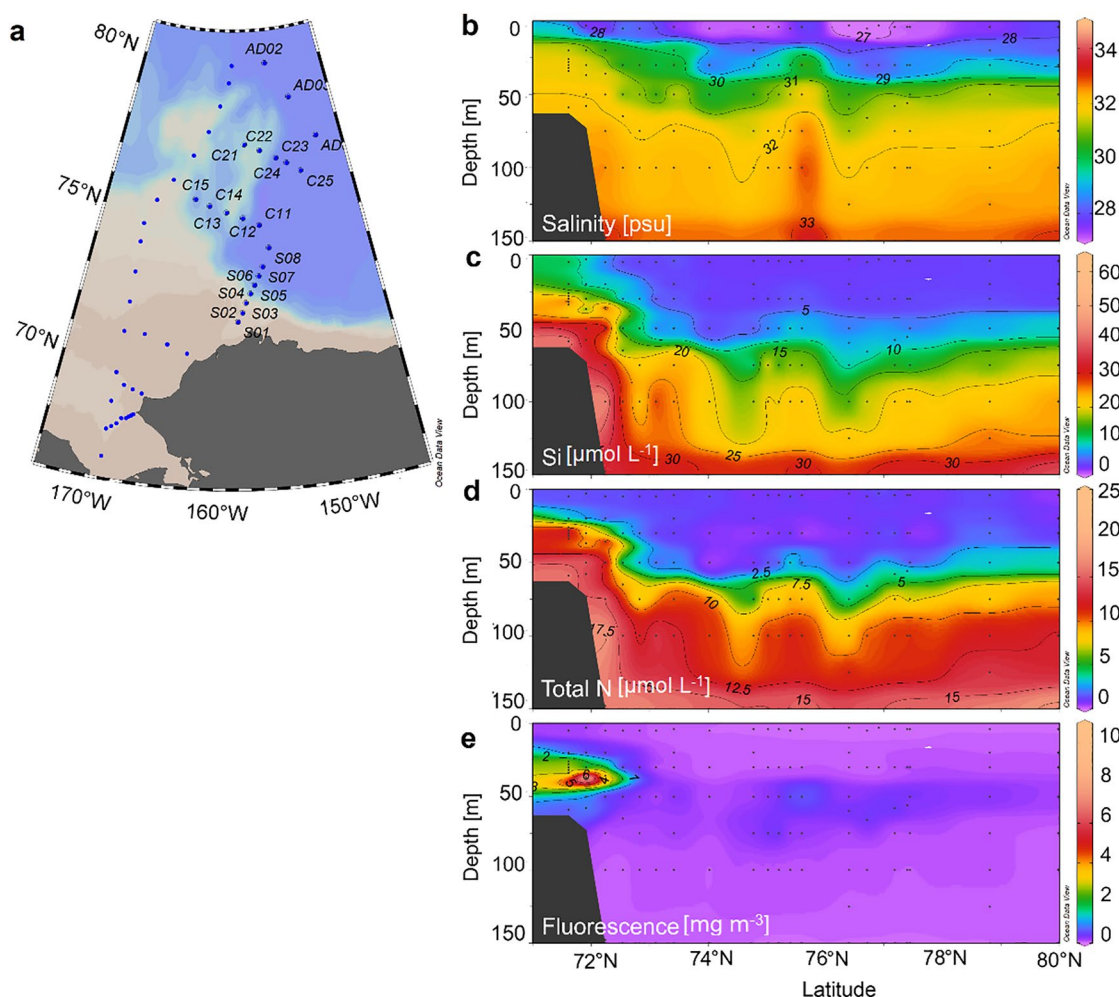 a
80°N
75°N
70°N
170°W
160°W
150°W
AD02
AD03
AD
C22
C21
C23
C24
C25
C15
C14
C13
C12
C11
S08
S07
S06
S05
S04
S03
S02
S01
Ocean Data View
b
Depth [m]
0
50
100
150
28
27
28
30
31
29
32
33
Salinity [psu]
34
32
30
28
Ocean Data View
c
Depth [m]
0
50
100
150
5
20
15
10
25
30
30
30
Si [µmol L⁻¹]
60
50
40
30
20
10
0
Ocean Data View
d
Depth [m]
0
50
100
150
2.5
7.5
5
10
17.5
12.5
15
15
Total N [µmol L⁻¹]
25
20
15
10
5
0
Ocean Data View
e
Depth [m]
0
50
100
150
2
3
5
6
4
1
Fluorescence [mg m⁻³]
10
8
6
4
2
0
Ocean Data View
72°N
74°N
76°N
78°N
80°N
Latitude